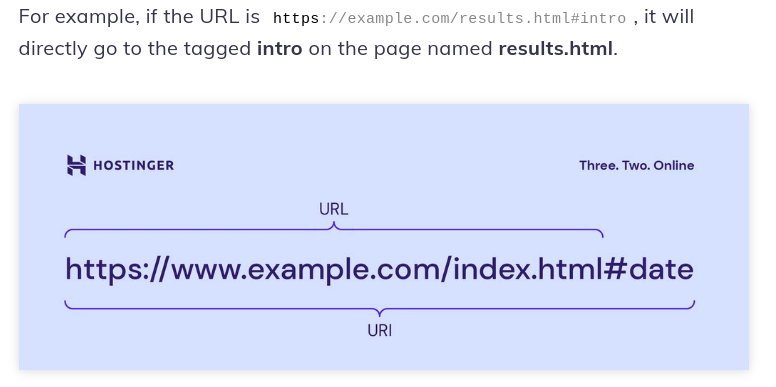 For example, if the URL is https://example.com/results.html#intro , it will
directly go to the tagged intro on the page named results.html.
HOSTINGER
Three. Two. Online
URL
https://www.example.com/index.html#date
URI